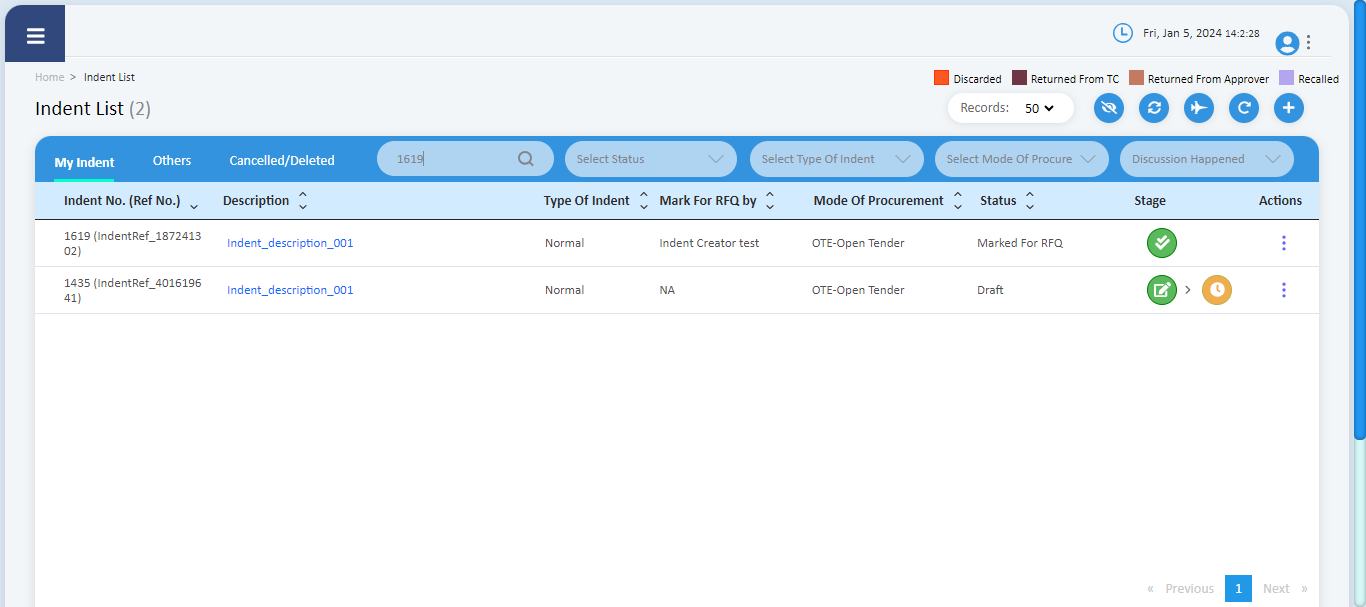 Fri, Jan 5, 2024 14:2:28
Home > Indent List
Discarded Returned From TC Returned From Approver Recalled
Indent List (2)
Records: 50
My Indent Others Cancelled/Deleted 1619 Select Status Select Type Of Indent Select Mode Of Procure Discussion Happened
Indent No. (Ref No.) Description Type Of Indent Mark For RFQ by Mode Of Procurement Status Stage Actions
1619 (IndentRef_1872413
02)
Indent_description_001 Normal Indent Creator test OTE-Open Tender Marked For RFQ
1435 (IndentRef_4016196
41)
Indent_description_001 Normal NA OTE-Open Tender Draft
« Previous 1 Next »